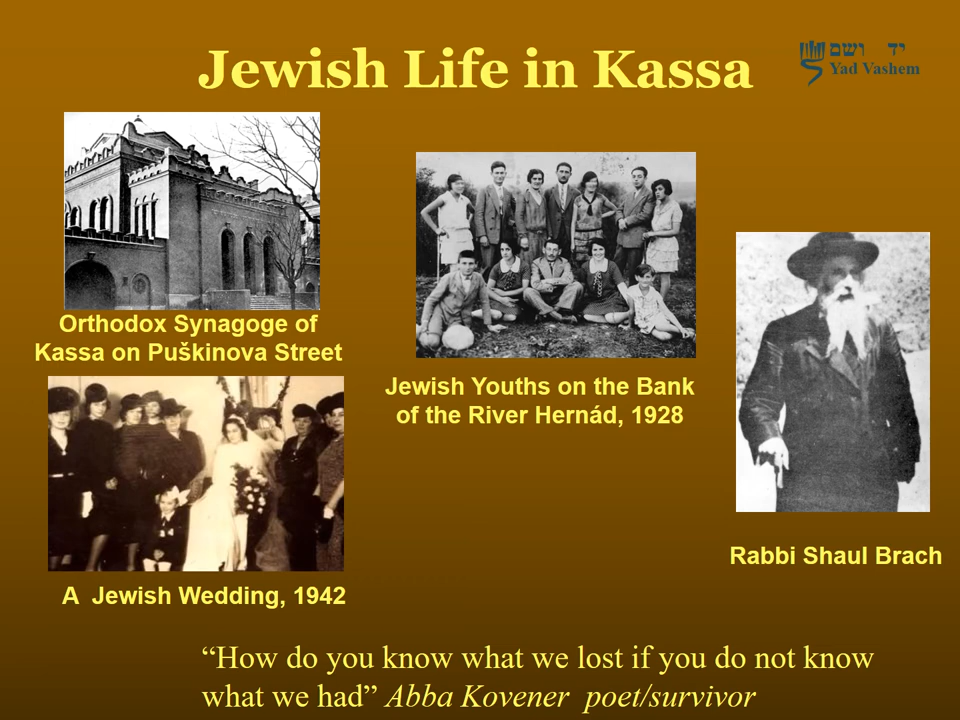 Jewish Life in Kassa
יד ושם
Yad Vashem
Orthodox Synagoge of
Kassa on Puškinova Street
Jewish Youths on the Bank
of the River Hernád, 1928
A Jewish Wedding, 1942
Rabbi Shaul Brach
“How do you know what we lost if you do not know
what we had” Abba Kovener poet/survivor